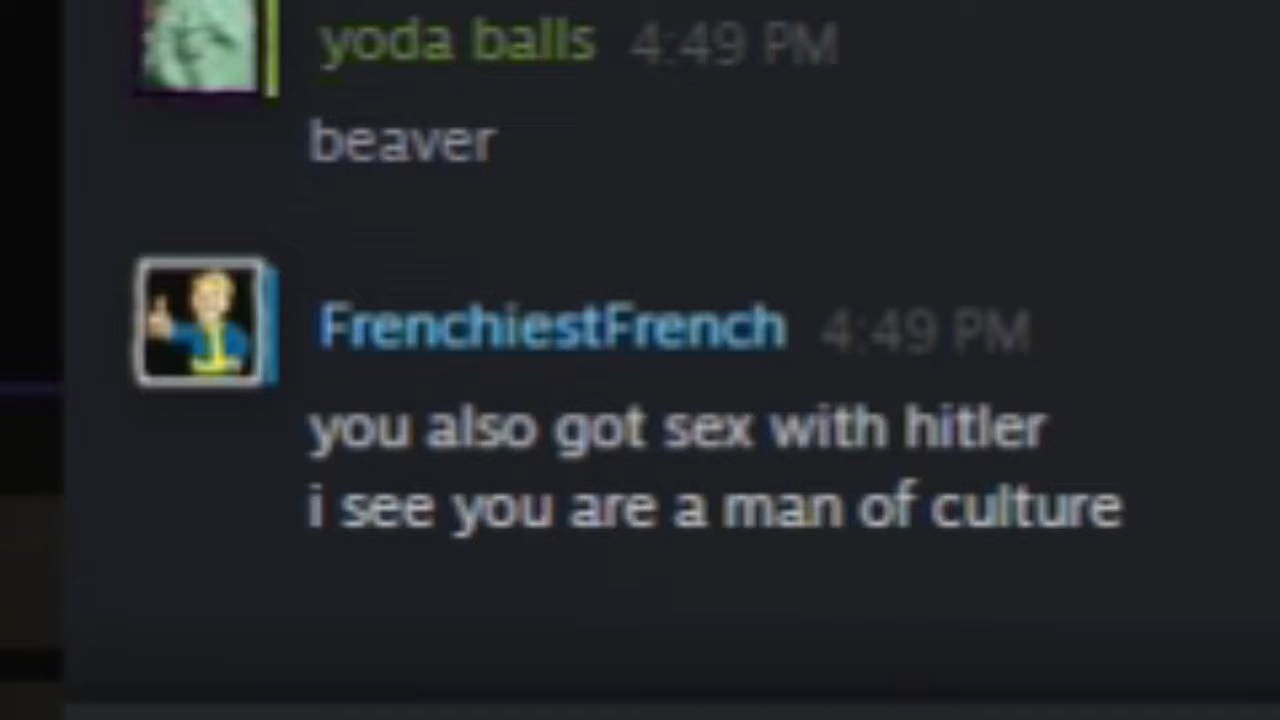 yoda balls 4:49 PM
beaver
FrenchiestFrench 4:49 PM
you also got sex with hitler
i see you are a man of culture